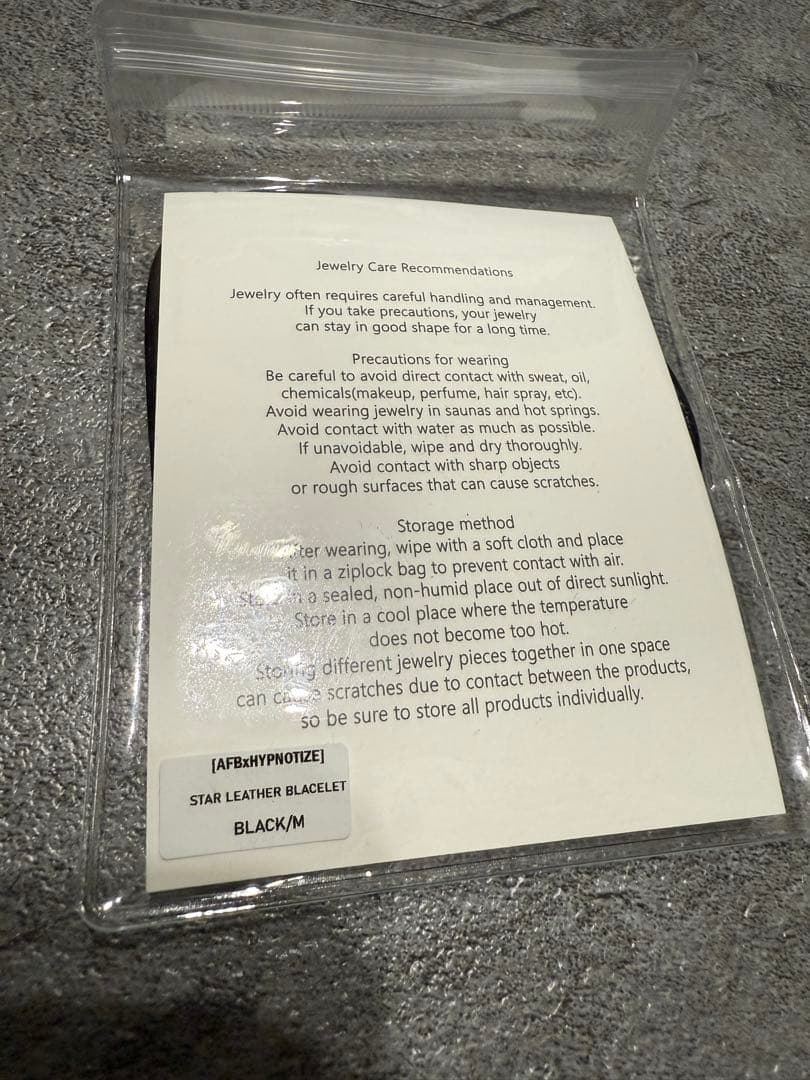 Jewelry Care Recommendations
Jewelry often requires careful handling and management.
If you take precautions, your jewelry
can stay in good shape for a long time.
Precautions for wearing
Be careful to avoid direct contact with sweat, oil,
chemicals(makeup, perfume, hair spray, etc).
Avoid wearing jewelry in saunas and hot springs.
Avoid contact with water as much as possible.
If unavoidable, wipe and dry thoroughly.
Avoid contact with sharp objects
or rough surfaces that can cause scratches.
Storage method
After wearing, wipe with a soft cloth and place
it in a ziplock bag to prevent contact with air.
a sealed, non-humid place out of direct sunlight.
Store in a cool place where the temperature
does not become too hot.
Storing different jewelry pieces together in one space
can cause scratches due to contact between the products,
so be sure to store all products individually.
[AFBxHYPNOTIZE]
STAR LEATHER BLACELET
BLACK/M